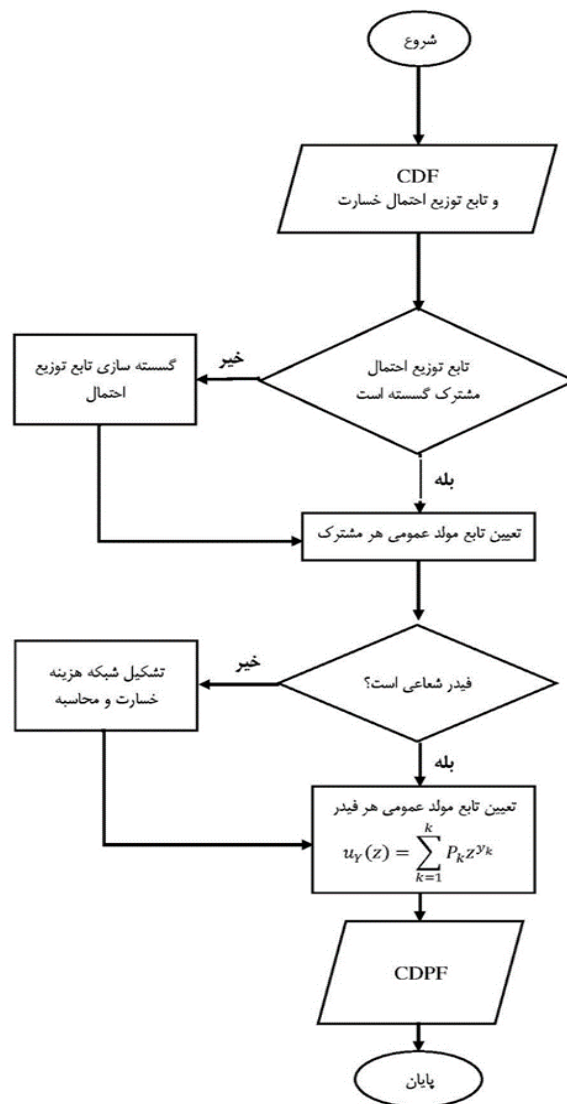 شروع
CDF
و تابع توزیع احتمال خسارت
تابع توزیع احتمال
مشترک گسسته است
خیر
گسسته سازی تابع توزیع
احتمال
بله
تعیین تابع مولد عمومی هر مشترک
فیدر شعاعی است؟
خیر
تشکیل شبکه هزینه
خسارت و محاسبه
بله
تعیین تابع مولد عمومی هر فیدر
u_Y(z) = \sum_{k=1}^{k} P_k z^{y_k}
CDPF
پایان